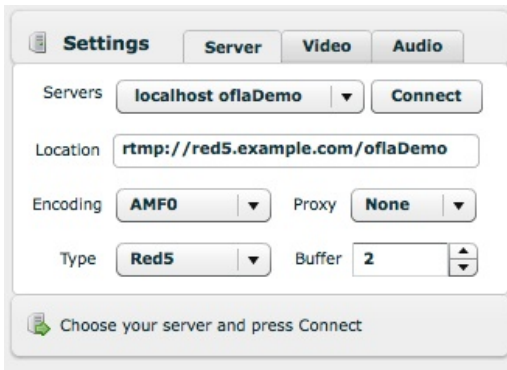 Settings Server Video Audio
Servers localhost oflaDemo Connect
Location rtmp://red5.example.com/oflaDemo
Encoding AMF0 Proxy None
Type Red5 Buffer 2
Choose your server and press Connect